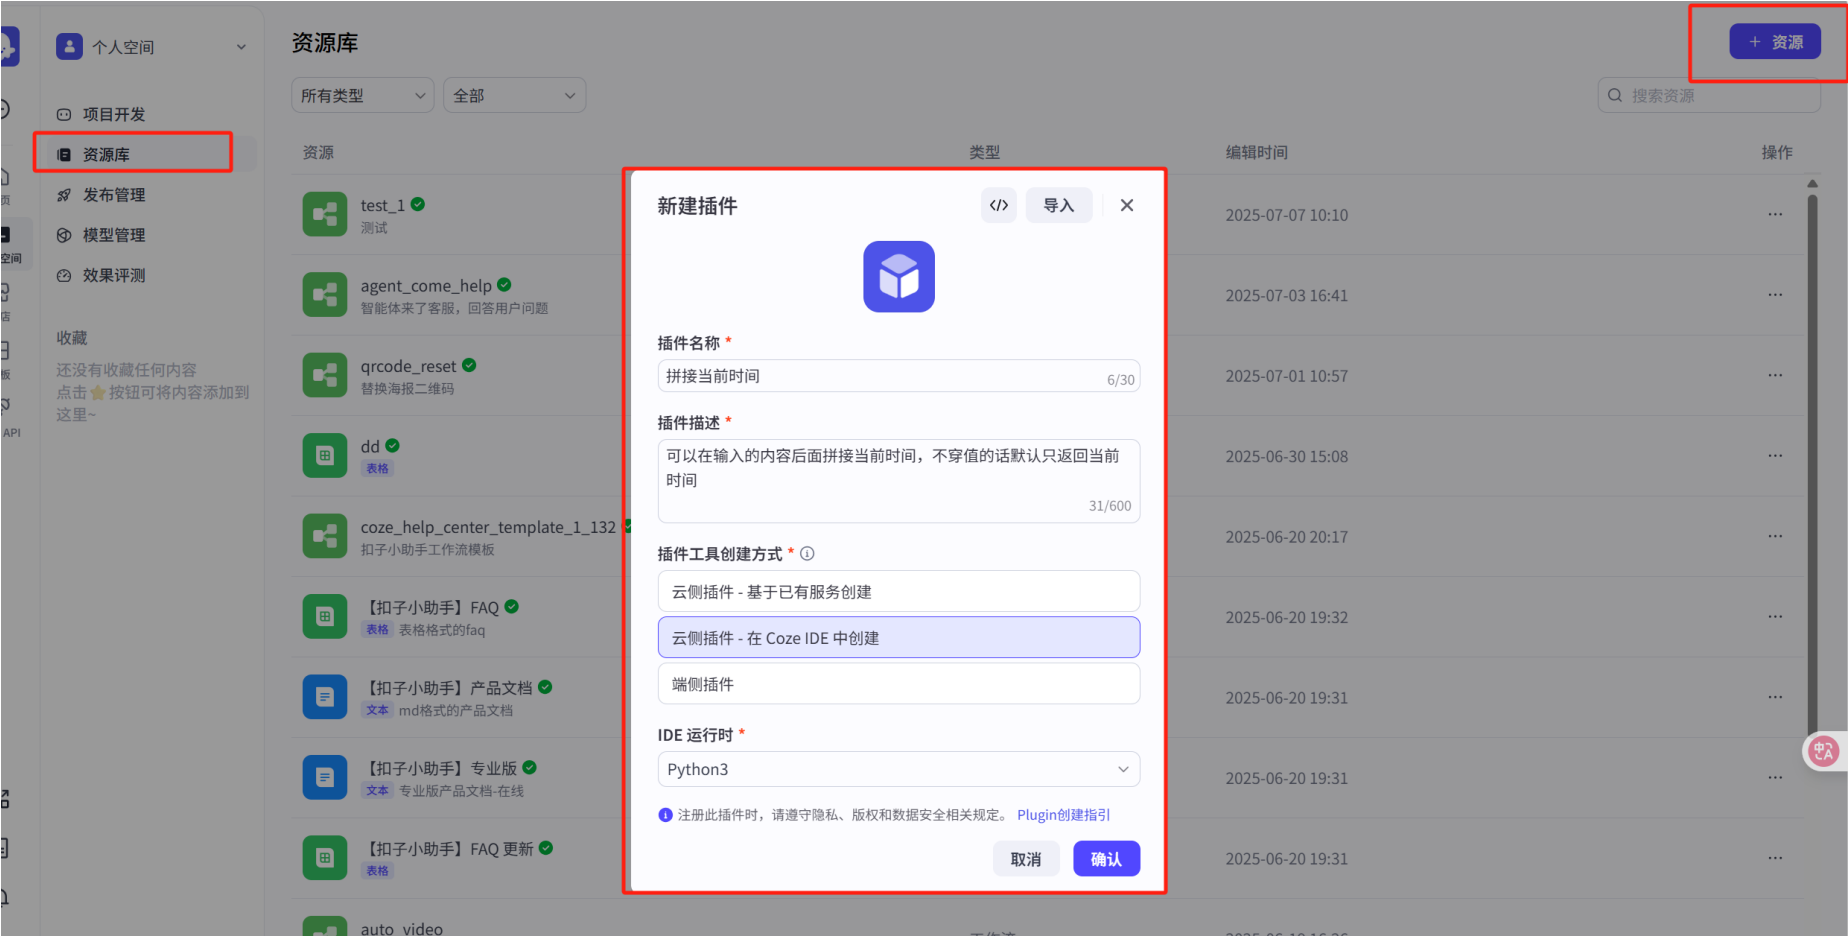 个人空间
项目开发
资源库
发布管理
模型管理
效果评测
收藏
还没有收藏任何内容
点击⭐按钮可将内容添加到
这里~
页
空间
店
板
API
资源库
+ 资源
所有类型
全部
搜索资源
资源
类型
编辑时间
操作
test_1
测试
2025-07-07 10:10
agent_come_help
智能体来了客服，回答用户问题
2025-07-03 16:41
qrcode_reset
替换海报二维码
2025-07-01 10:57
dd
表格
2025-06-30 15:08
coze_help_center_template_1_132
扣子小助手工作流模板
2025-06-20 20:17
【扣子小助手】FAQ
表格 表格格式的faq
2025-06-20 19:32
【扣子小助手】产品文档
文本 md格式的产品文档
2025-06-20 19:31
【扣子小助手】专业版
文本 专业版产品文档-在线
2025-06-20 19:31
【扣子小助手】FAQ 更新
表格
2025-06-20 19:31
auto_video
新建插件
导入
插件名称 *
拼接当前时间
6/30
插件描述 *
可以在输入的内容后面拼接当前时间，不穿值的话默认只返回当前
时间
31/600
插件工具创建方式 *
云侧插件 - 基于已有服务创建
云侧插件 - 在 Coze IDE 中创建
端侧插件
IDE 运行时 *
Python3
注册此插件时，请遵守隐私、版权和数据安全相关规定。 Plugin创建指引
取消
确认